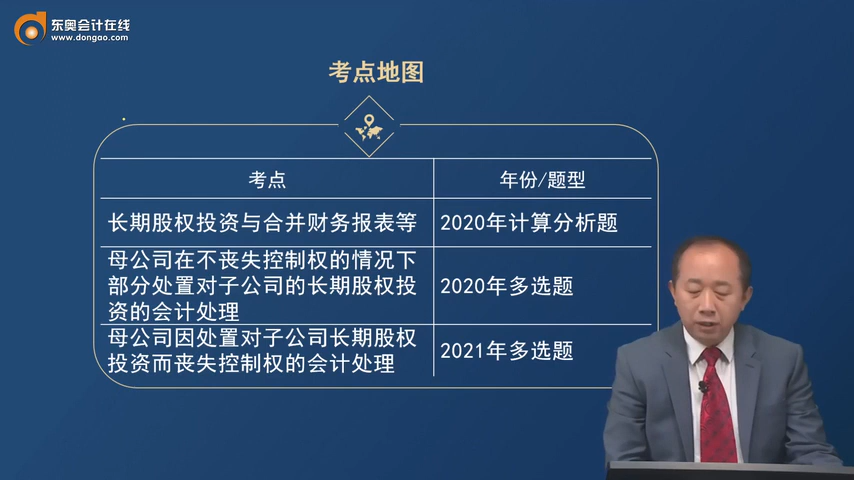 东奥会计在线
www.dongao.com
考点地图
考点
年份/题型
长期股权投资与合并财务报表等
2020年计算分析题
母公司在不丧失控制权的情况下
部分处置对子公司的长期股权投
资的会计处理
2020年多选题
母公司因处置对子公司长期股权
投资而丧失控制权的会计处理
2021年多选题